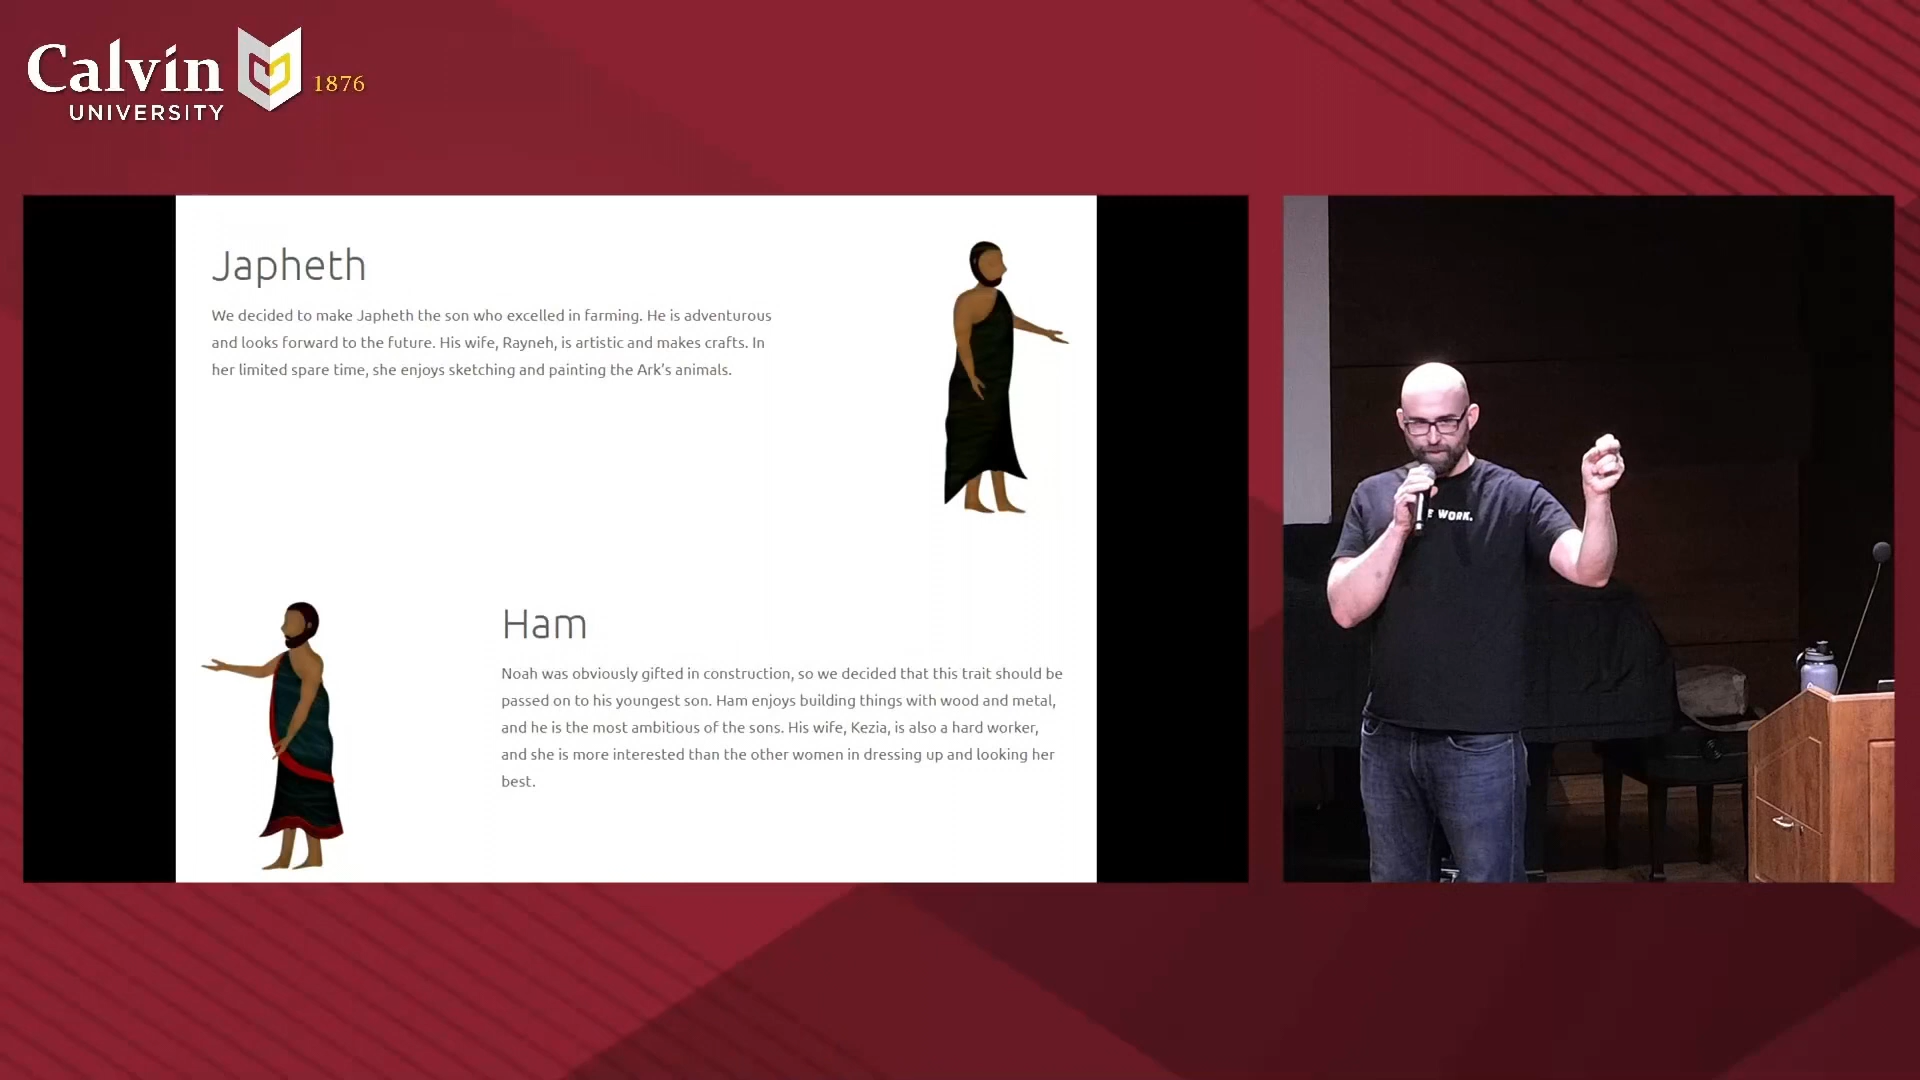 Calvin
UNIVERSITY
1876
Japheth
We decided to make Japheth the son who excelled in farming. He is adventurous
and looks forward to the future. His wife, Rayneh, is artistic and makes crafts. In
her limited spare time, she enjoys sketching and painting the Ark's animals.
Ham
Noah was obviously gifted in construction, so we decided that this trait should be
passed on to his youngest son. Ham enjoys building things with wood and metal,
and he is the most ambitious of the sons. His wife, Kezia, is also a hard worker,
and she is more interested than the other women in dressing up and looking her
best.
WORK.